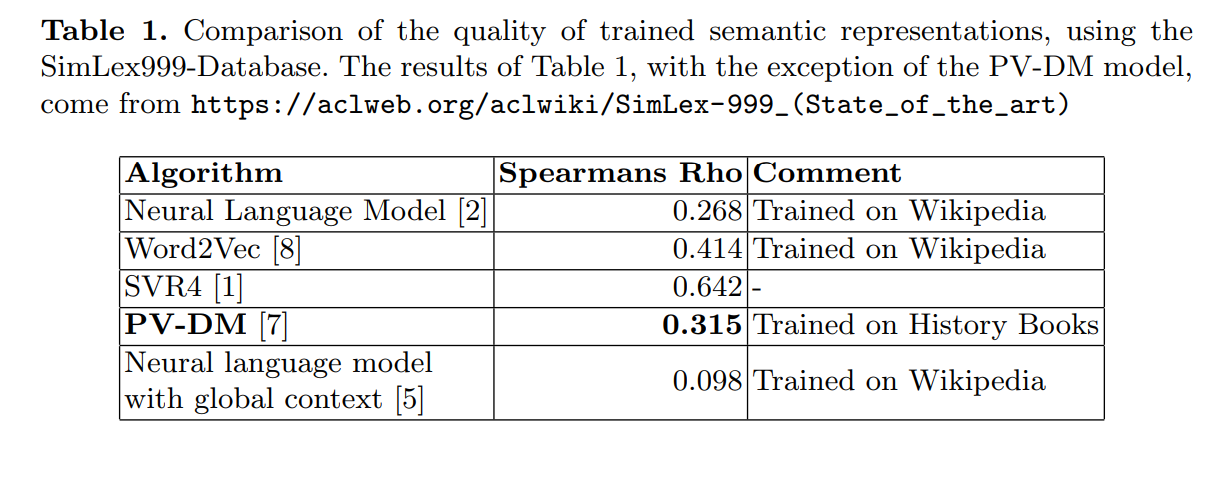 Table 1. Comparison of the quality of trained semantic representations, using the
SimLex999-Database. The results of Table 1, with the exception of the PV-DM model,
come from https://aclweb.org/aclwiki/SimLex-999_(State_of_the_art)
Algorithm Spearmans Rho Comment
Neural Language Model [2] 0.268 Trained on Wikipedia
Word2Vec [8] 0.414 Trained on Wikipedia
SVR4 [1] 0.642 -
PV-DM [7] 0.315 Trained on History Books
Neural language model
with global context [5] 0.098 Trained on Wikipedia